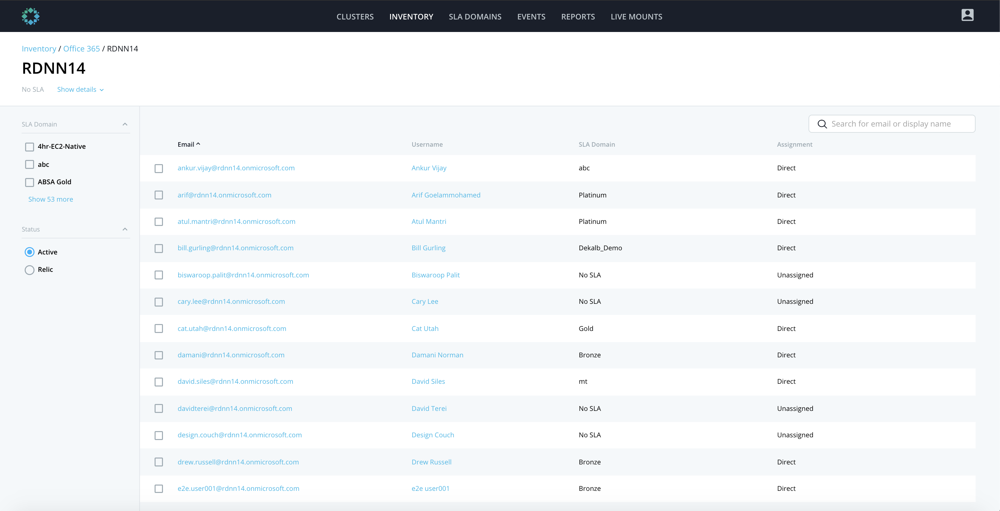 CLUSTERS INVENTORY SLA DOMAINS EVENTS REPORTS LIVE MOUNTS
Inventory / Office 365 / RDNN14
RDNN14
No SLA Show details
SLA Domain
4hr-EC2-Native
abc
ABSA Gold
Show 53 more
Status
Active
Relic
Search for email or display name
Email Username SLA Domain Assignment
ankur.vijay@rdnn14.onmicrosoft.com Ankur Vijay abc Direct
arif@rdnn14.onmicrosoft.com Arif Goelammohamed Platinum Direct
atul.mantri@rdnn14.onmicrosoft.com Atul Mantri Platinum Direct
bill.gurling@rdnn14.onmicrosoft.com Bill Gurling Dekalb_Demo Direct
biswaroop.palit@rdnn14.onmicrosoft.com Biswaroop Palit No SLA Unassigned
cary.lee@rdnn14.onmicrosoft.com Cary Lee No SLA Unassigned
cat.utah@rdnn14.onmicrosoft.com Cat Utah Gold Direct
damani@rdnn14.onmicrosoft.com Damani Norman Bronze Direct
david.siles@rdnn14.onmicrosoft.com David Siles mt Direct
davidterei@rdnn14.onmicrosoft.com David Terei No SLA Unassigned
design.couch@rdnn14.onmicrosoft.com Design Couch No SLA Unassigned
drew.russell@rdnn14.onmicrosoft.com Drew Russell Bronze Direct
e2e.user001@rdnn14.onmicrosoft.com e2e user001 Bronze Direct